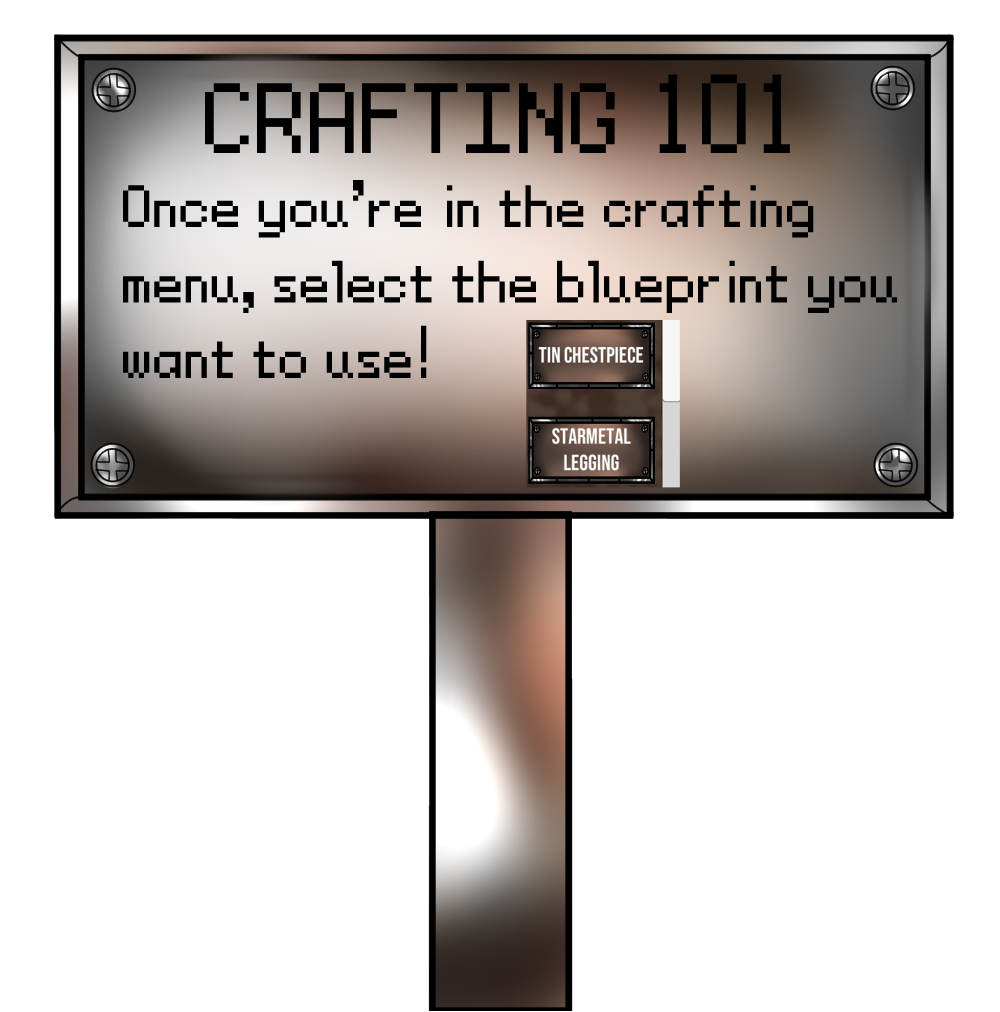 CRAFTING 101
Once you're in the crafting
menu, select the blueprint you
want to use!
TIN CHESTPIECE
STARMETAL
LEGGING